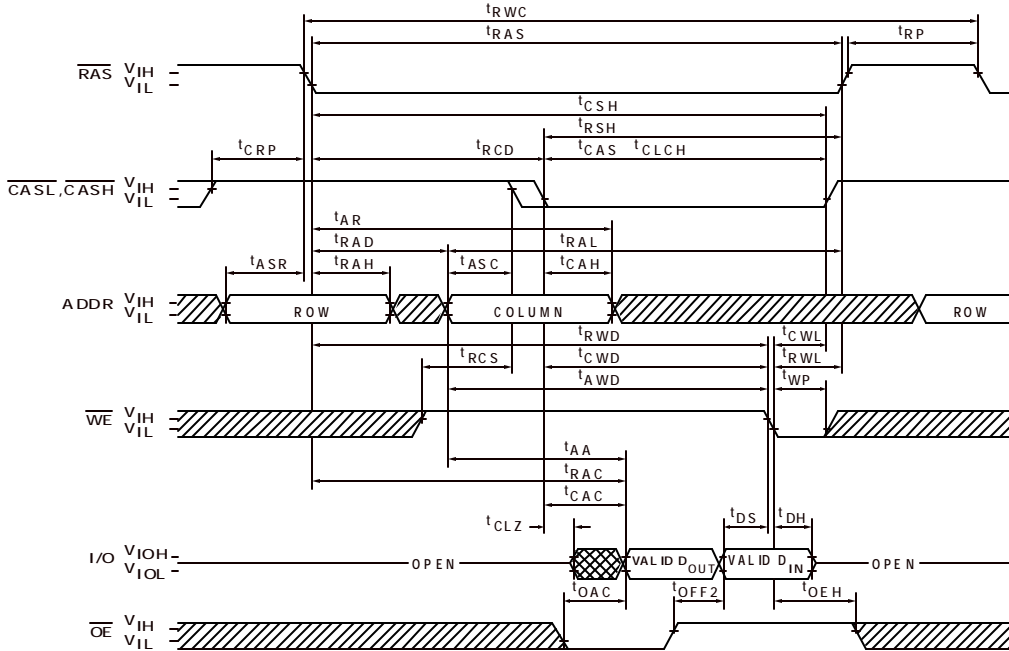 tRWC
tRAS tRP
RAS VIH
VIL
tCSH
tRSH
tCRP tRCD tCAS tCLCH
CASL,CASH VIH
VIL
tAR
tRAD tRAL
tASR tRAH tASC tCAH
ADDR VIH
VIL
ROW COLUMN ROW
tRWD tCWL
tRCS tCWD tRWL
tAWD tWP
WE VIH
VIL
tAA
tRAC
tCAC
tCLZ tDS tDH
I/O VIOH
VIOL
OPEN VALID DOUT VALID DIN OPEN
tOAC tOFF2 tOEH
OE VIH
VIL